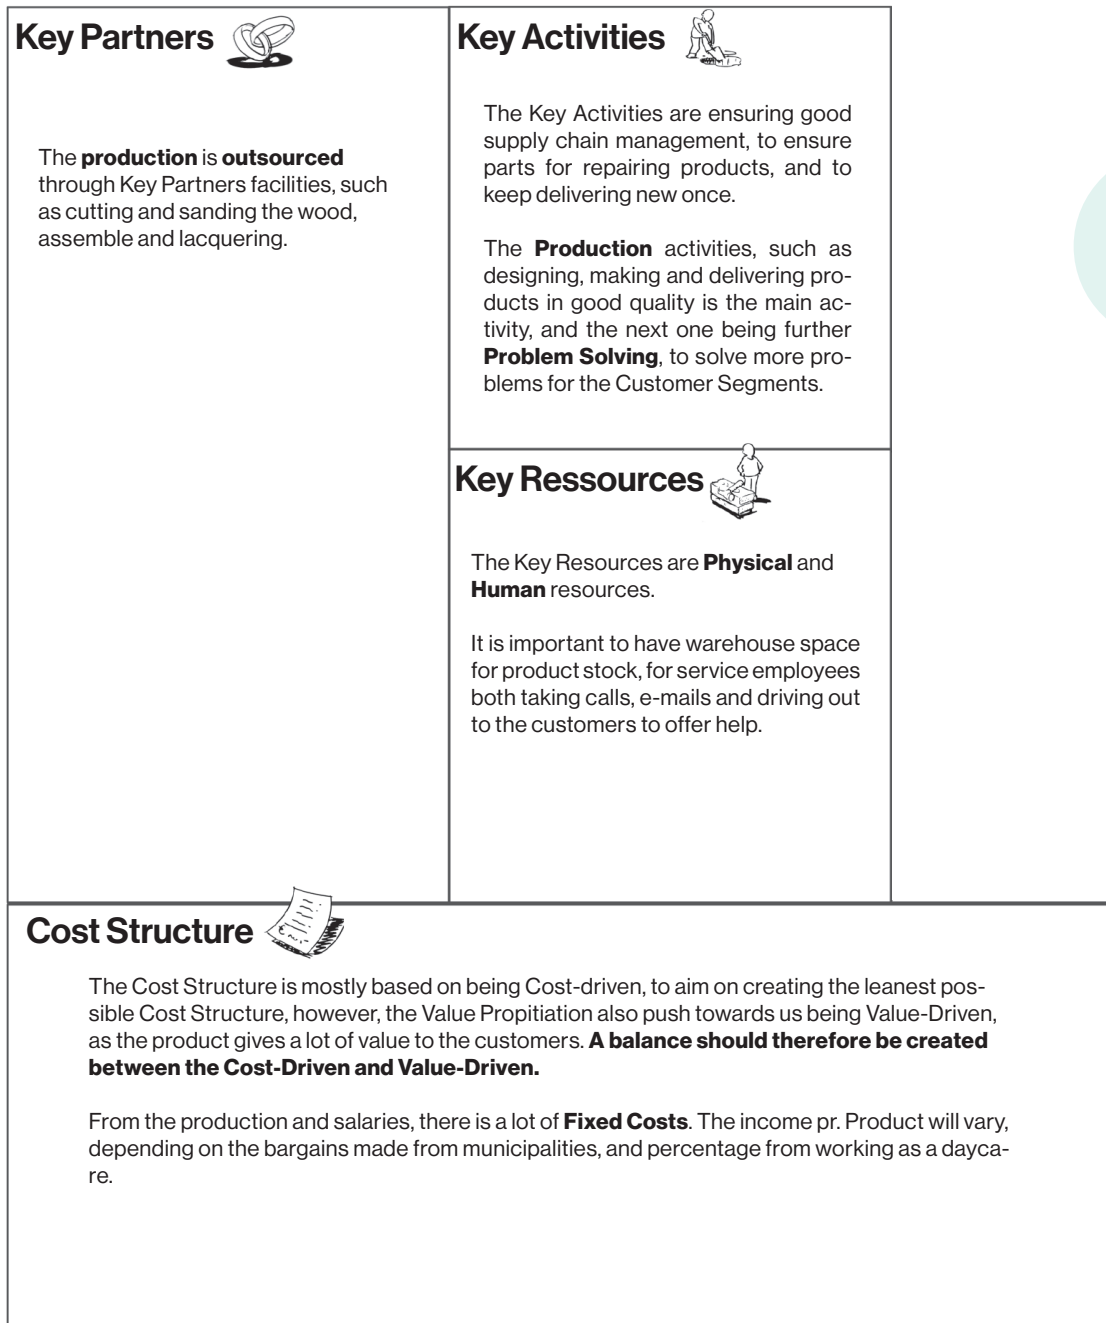 Key Partners
The production is outsourced
through Key Partners facilities, such
as cutting and sanding the wood,
assemble and lacquering.
Key Activities
The Key Activities are ensuring good
supply chain management, to ensure
parts for repairing products, and to
keep delivering new once.
The Production activities, such as
designing, making and delivering pro-
ducts in good quality is the main ac-
tivity, and the next one being further
Problem Solving, to solve more pro-
blems for the Customer Segments.
Key Ressources
The Key Resources are Physical and
Human resources.
It is important to have warehouse space
for product stock, for service employees
both taking calls, e-mails and driving out
to the customers to offer help.
Cost Structure
The Cost Structure is mostly based on being Cost-driven, to aim on creating the leanest pos-
sible Cost Structure, however, the Value Propitiation also push towards us being Value-Driven,
as the product gives a lot of value to the customers. A balance should therefore be created
between the Cost-Driven and Value-Driven.
From the production and salaries, there is a lot of Fixed Costs. The income pr. Product will vary,
depending on the bargains made from municipalities, and percentage from working as a dayca-
re.